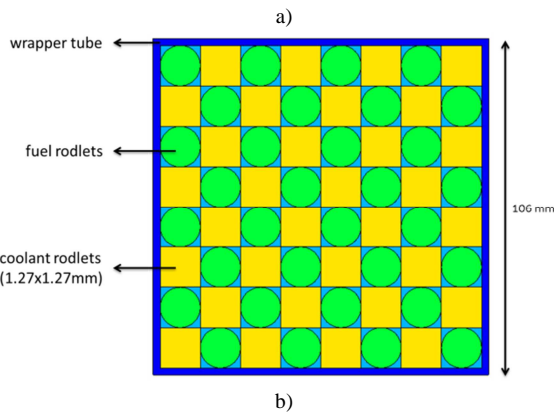 a)
wrapper tube
fuel rodlets
106 mm
coolant rodlets
(1.27x1.27mm)
b)